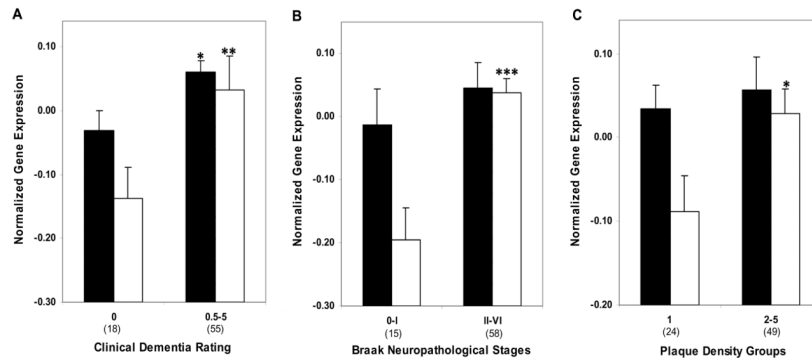 A
Normalized Gene Expression
0.10
0.00
-0.10
-0.20
-0.30
*
**
0
0.5-5
(18)
(55)
Clinical Dementia Rating
B
Normalized Gene Expression
0.10
0.00
-0.10
-0.20
-0.30
***
0-I
II-VI
(15)
(58)
Braak Neuropathological Stages
C
Normalized Gene Expression
0.10
0.00
-0.10
-0.20
*
1
2-5
(24)
(49)
Plaque Density Groups